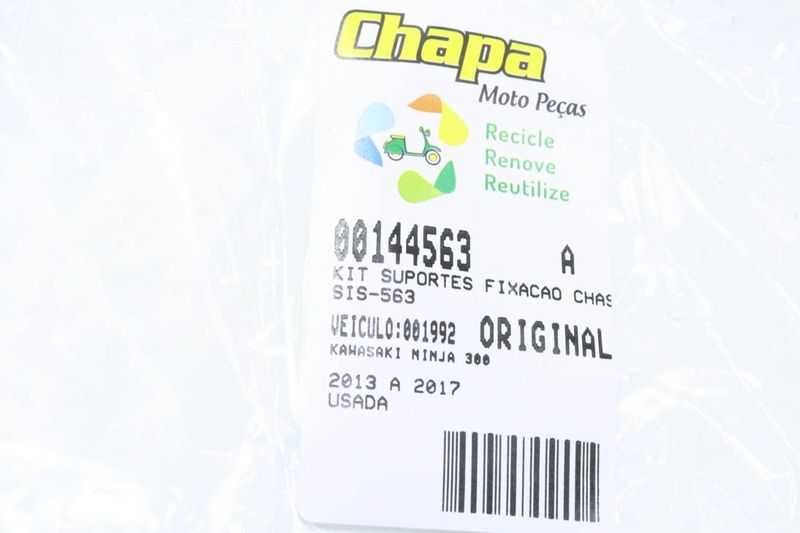 Chapa
Moto Peças
Recicle
Renove
Reutilize
00144563 A
KIT SUPORTES FIXACAO CHAS
SIS-563
VEICULO:001992 ORIGINAL
KAWASAKI NINJA 300
2013 A 2017
USADA